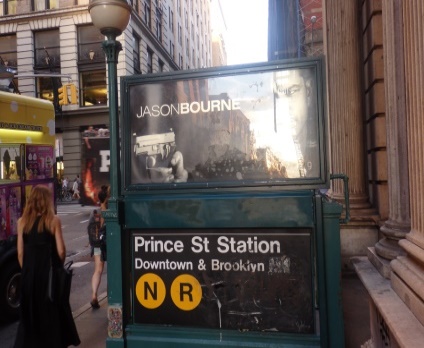 JASONBOURNE
Prince St Station
Downtown & Brooklyn
N R